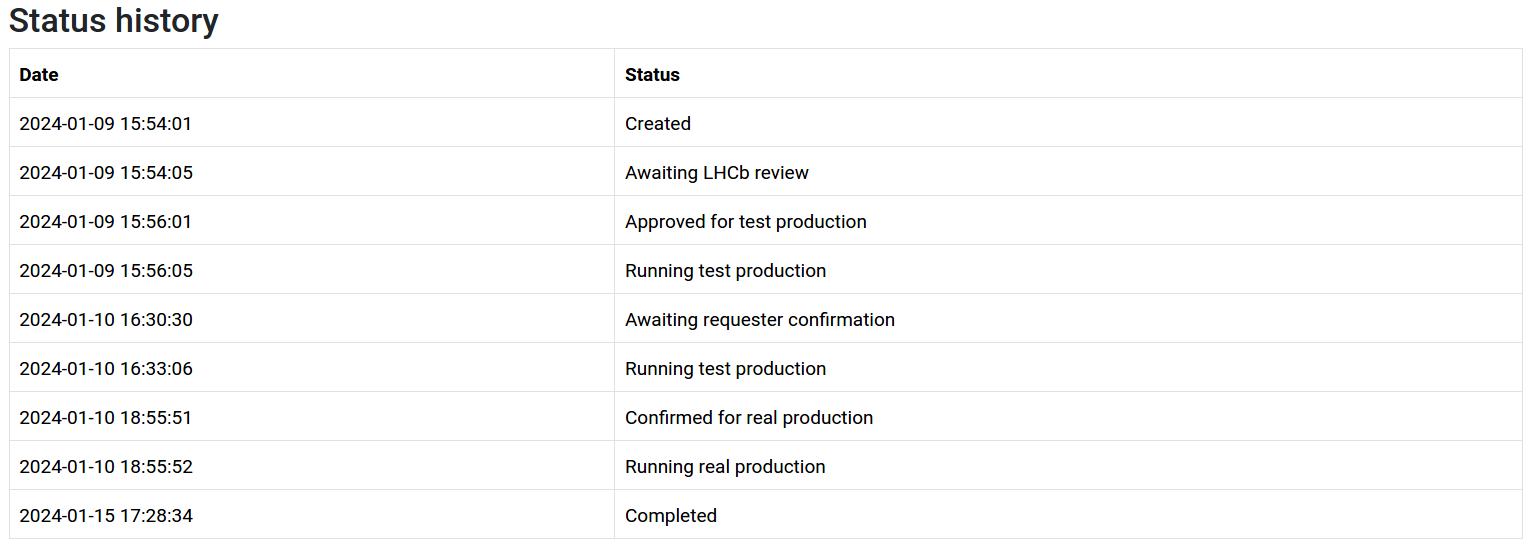 Status history
Date Status
2024-01-09 15:54:01 Created
2024-01-09 15:54:05 Awaiting LHCb review
2024-01-09 15:56:01 Approved for test production
2024-01-09 15:56:05 Running test production
2024-01-10 16:30:30 Awaiting requester confirmation
2024-01-10 16:33:06 Running test production
2024-01-10 18:55:51 Confirmed for real production
2024-01-10 18:55:52 Running real production
2024-01-15 17:28:34 Completed